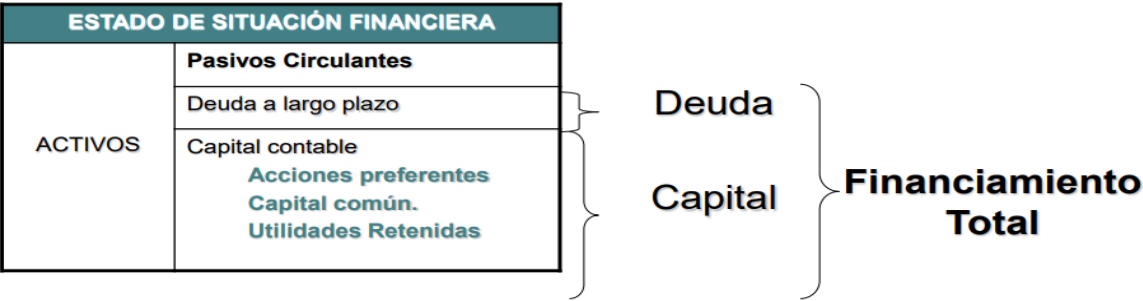 ESTADO DE SITUACIÓN FINANCIERA
ACTIVOS
Pasivos Circulantes
Deuda a largo plazo
Capital contable
Acciones preferentes
Capital común.
Utilidades Retenidas
Deuda
Capital
Financiamiento
Total